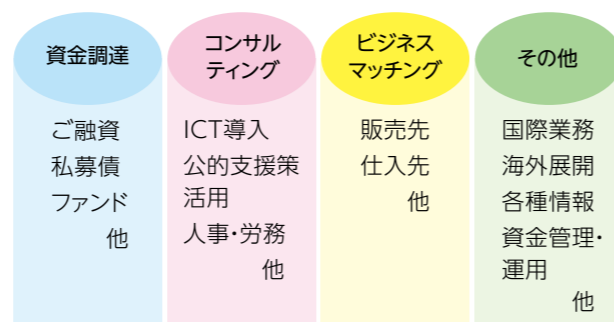 資金調達
ご融資
私募債
ファンド
他
コンサル
ティング
ICT導入
公的支援策
活用
人事・労務
他
ビジネス
マッチング
販売先
仕入先
他
その他
国際業務
海外展開
各種情報
資金管理・
運用
他